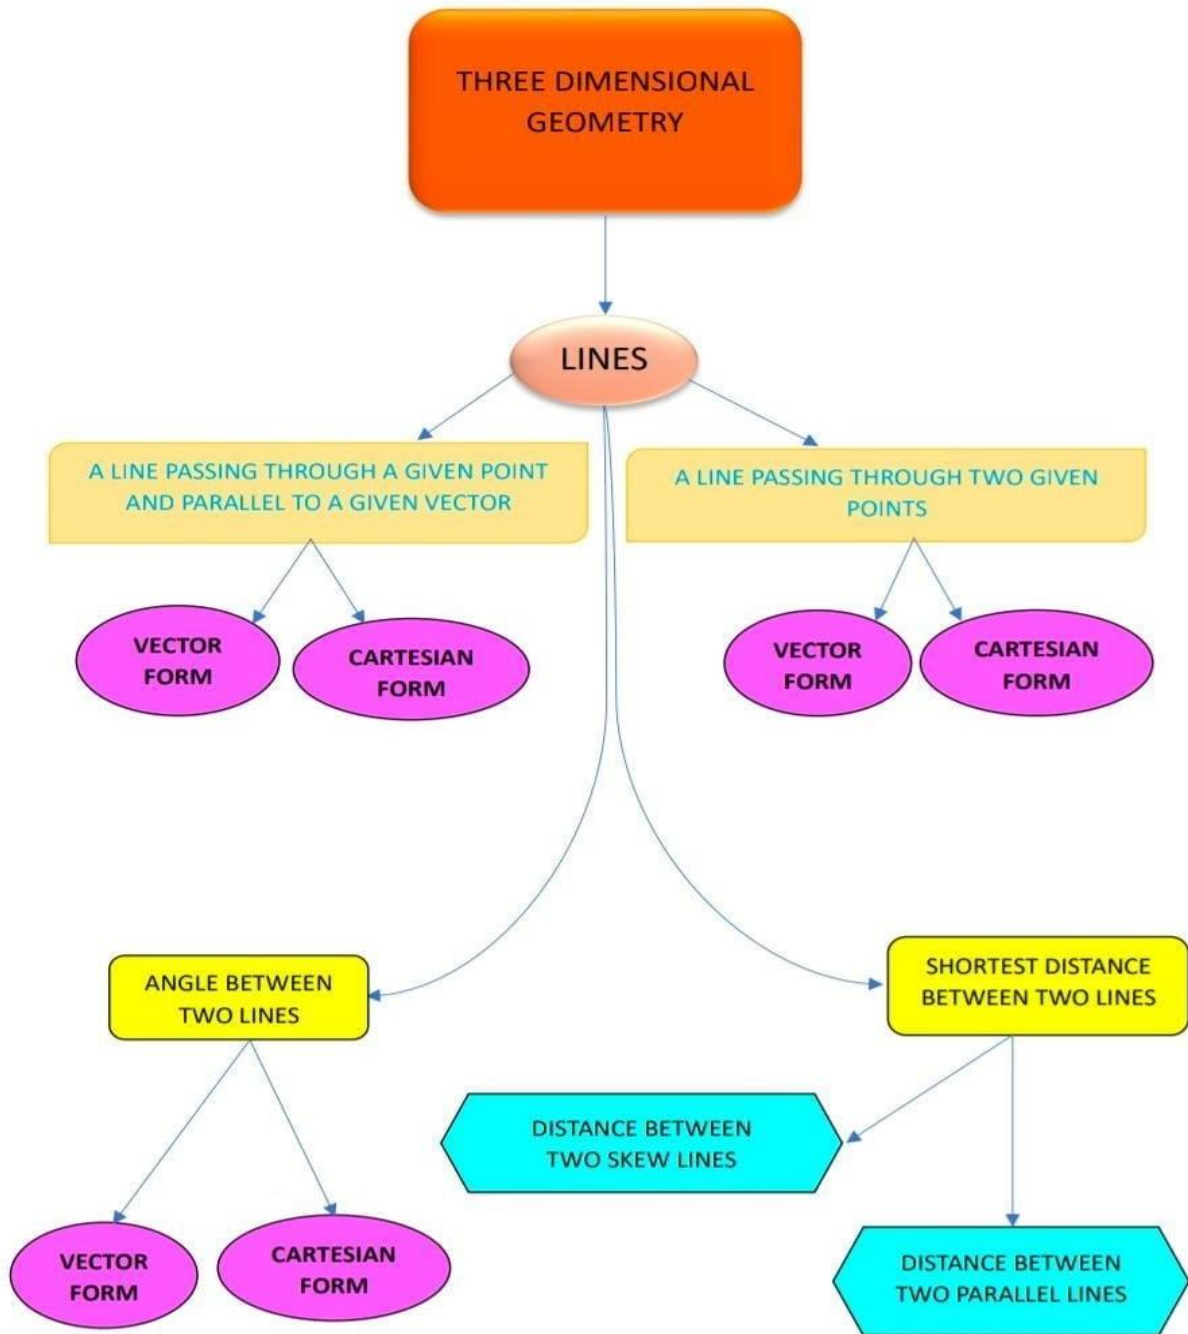 THREE DIMENSIONAL
GEOMETRY
LINES
A LINE PASSING THROUGH A GIVEN POINT
AND PARALLEL TO A GIVEN VECTOR
A LINE PASSING THROUGH TWO GIVEN
POINTS
VECTOR
FORM
CARTESIAN
FORM
VECTOR
FORM
CARTESIAN
FORM
ANGLE BETWEEN
TWO LINES
SHORTEST DISTANCE
BETWEEN TWO LINES
DISTANCE BETWEEN
TWO SKEW LINES
VECTOR
FORM
CARTESIAN
FORM
DISTANCE BETWEEN
TWO PARALLEL LINES